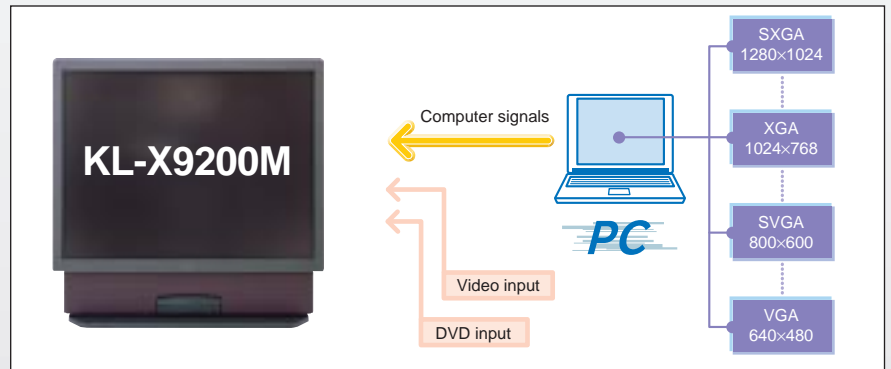 KL-X9200M
Computer signals
PC
Video input
DVD input
SXGA
1280×1024
XGA
1024×768
SVGA
800×600
VGA
640×480